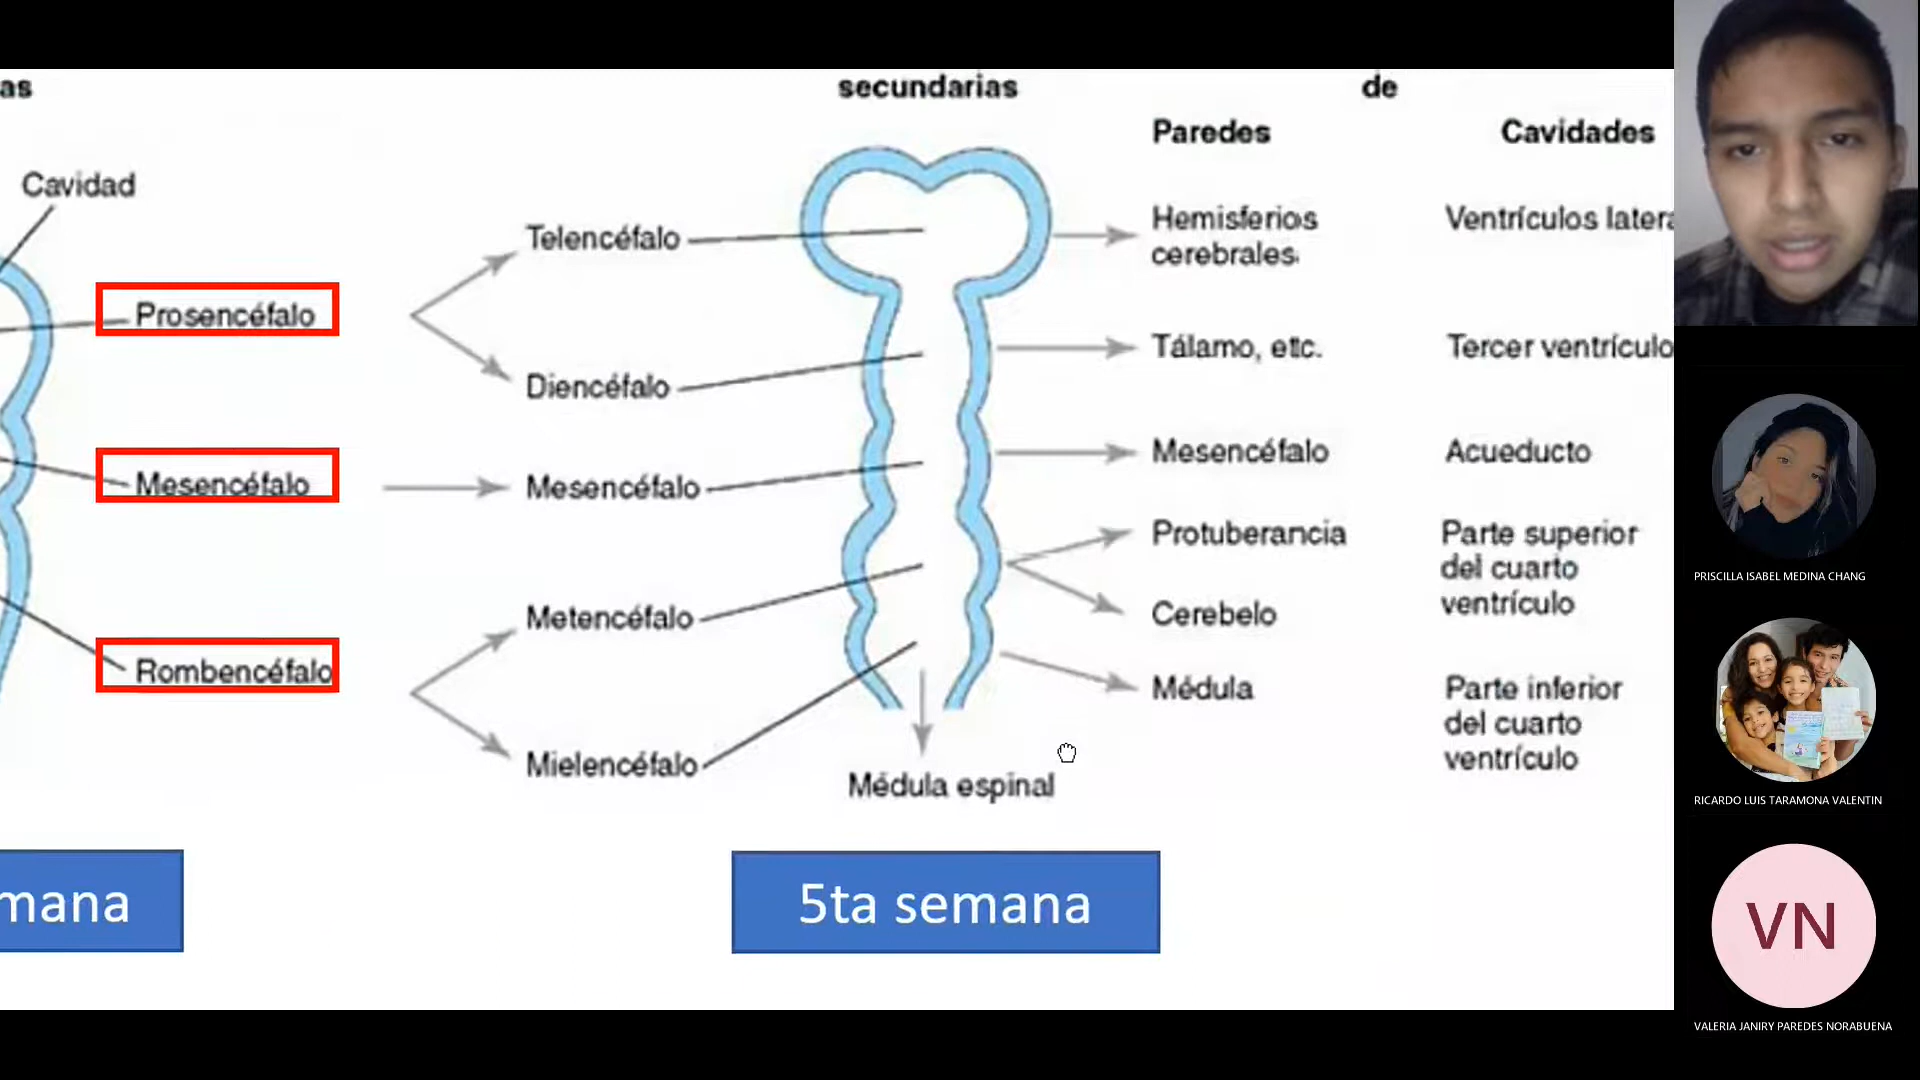 as
secundarias
de
Paredes
Cavidades
Cavidad
Prosencéfalo
Mesencéfalo
Rombencéfalo
Telencéfalo
Diencéfalo
Mesencéfalo
Metencéfalo
Mielencéfalo
Médula espinal
Hemisferios
cerebrales
Tálamo, etc.
Mesencéfalo
Protuberancia
Cerebelo
Médula
Ventrículos latera
Tercer ventrículo
Acueducto
Parte superior
del cuarto
ventrículo
Parte inferior
del cuarto
ventrículo
mana
5ta semana
PRISCILLA ISABEL MEDINA CHANG
RICARDO LUIS TARAMONA VALENTIN
VN
VALERIA JANIRY PAREDES NORABUENA